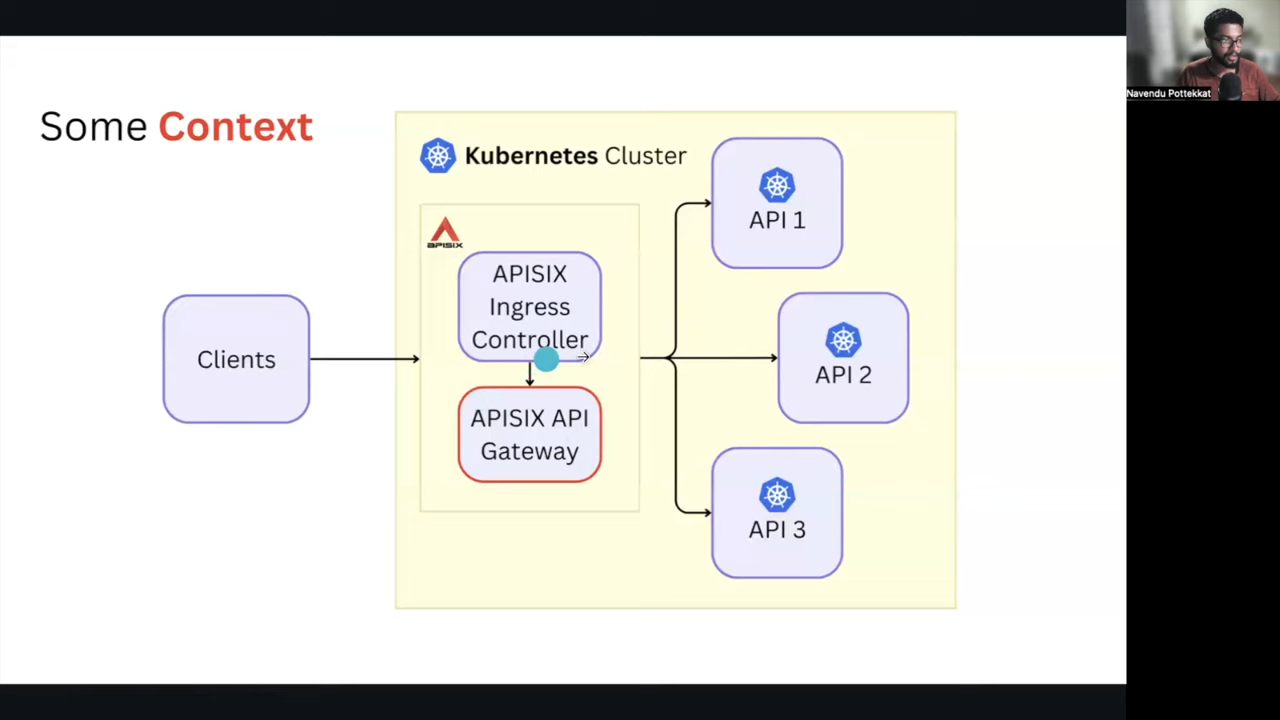 Some Context
Kubernetes Cluster
APISIX
APISIX
Ingress
Controller
APISIX API
Gateway
Clients
API 1
API 2
API 3
Navendu Pottekkat